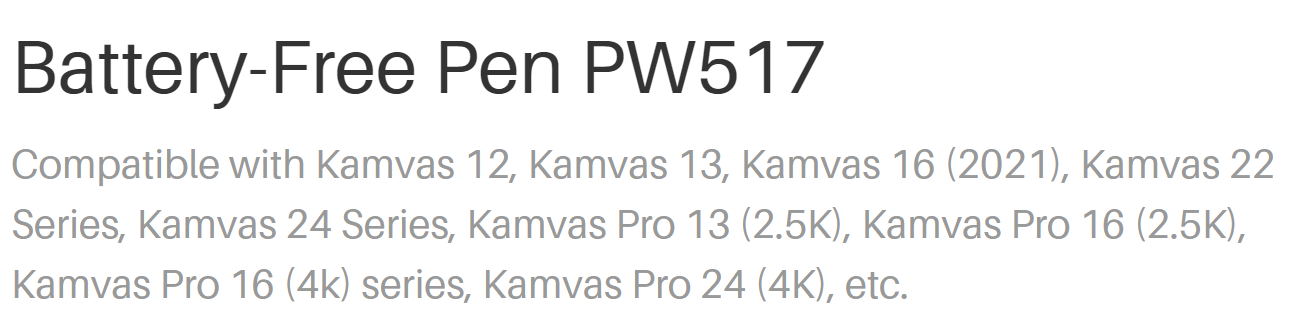 Battery-Free Pen PW517
Compatible with Kamvas 12, Kamvas 13, Kamvas 16 (2021), Kamvas 22
Series, Kamvas 24 Series, Kamvas Pro 13 (2.5K), Kamvas Pro 16 (2.5K),
Kamvas Pro 16 (4k) series, Kamvas Pro 24 (4K), etc.